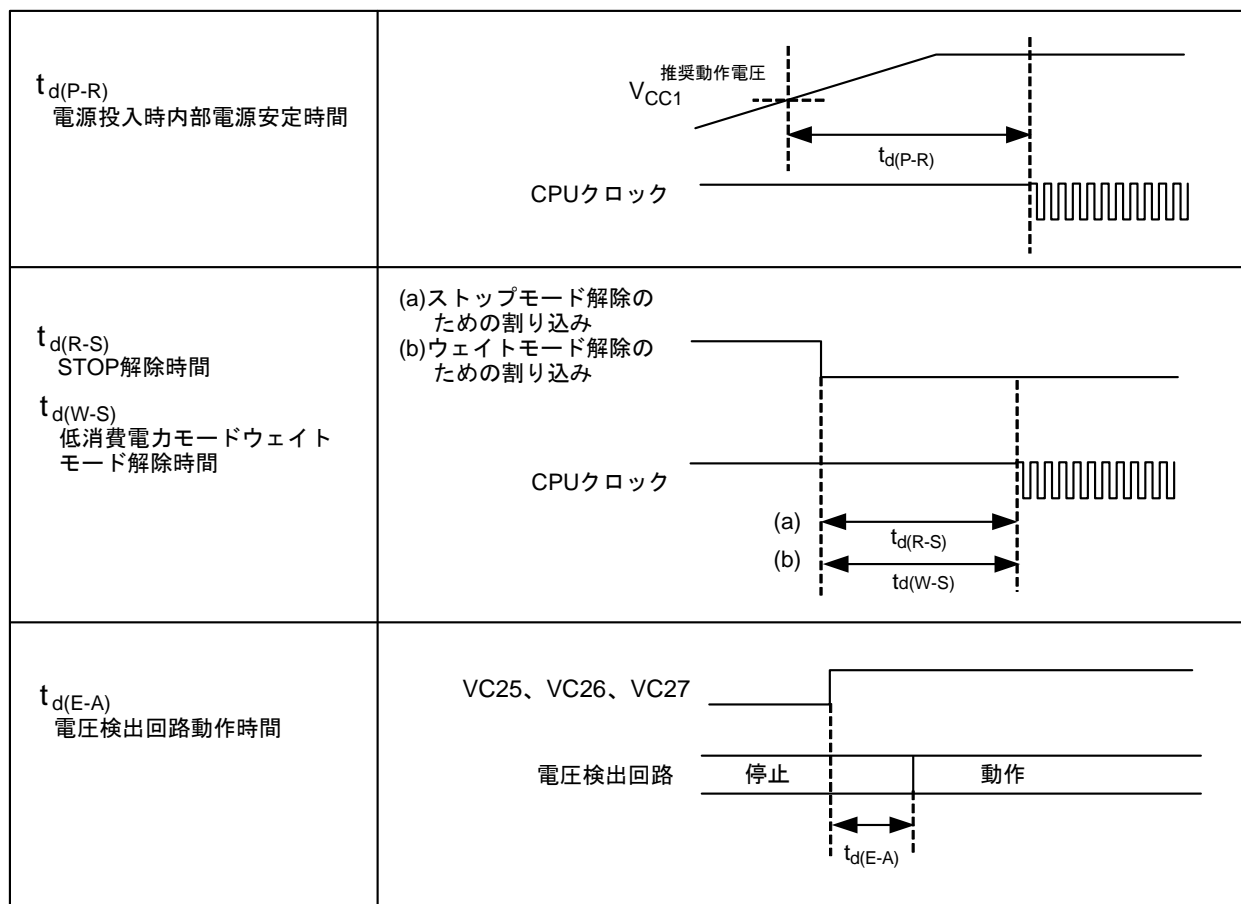 td(P-R)
電源投入時内部電源安定時間
推奨動作電圧
VCC1
td(P-R)
CPUクロック
td(R-S)
STOP解除時間
td(W-S)
低消費電力モードウェイト
モード解除時間
(a)ストップモード解除の
ための割り込み
(b)ウェイトモード解除の
ための割り込み
CPUクロック
(a)
td(R-S)
(b)
td(W-S)
td(E-A)
電圧検出回路動作時間
VC25、VC26、VC27
電圧検出回路
停止
動作
td(E-A)